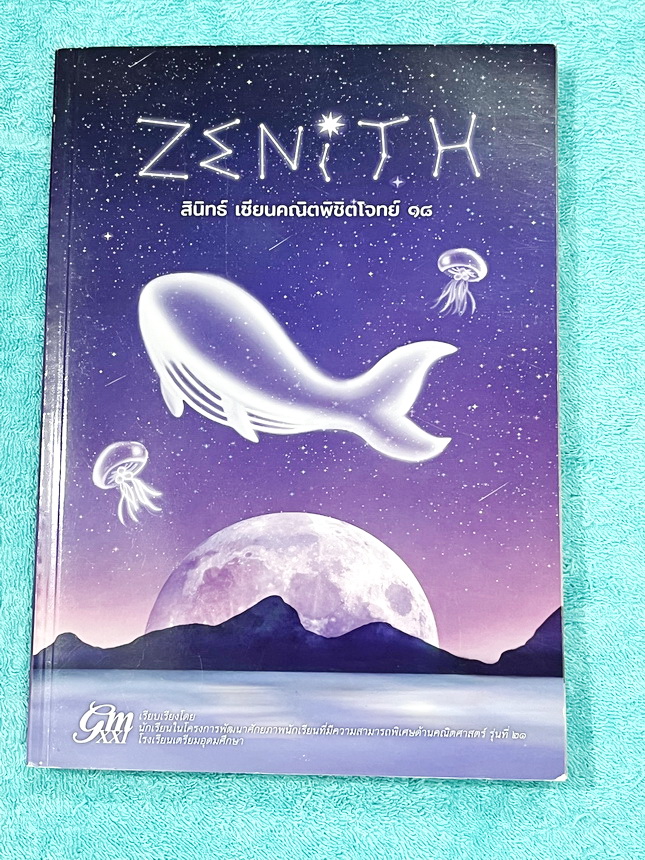 ZENITH
สินิทธ์ เซียนคณิตพิชิตโจทย์ ๑๘
Gm
XXI
เรียบเรียงโดย
นักเรียนในโครงการพัฒนาศักยภาพนักเรียนที่มีความสามารถพิเศษด้านคณิตศาสตร์ รุ่นที่ ๒๑
โรงเรียนเตรียมอุดมศึกษา